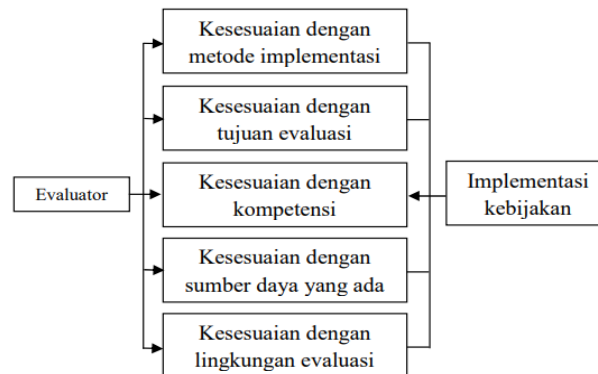 Kesesuaian dengan
metode implementasi
Kesesuaian dengan
tujuan evaluasi
Evaluator
Kesesuaian dengan
kompetensi
Implementasi
kebijakan
Kesesuaian dengan
sumber daya yang ada
Kesesuaian dengan
lingkungan evaluasi